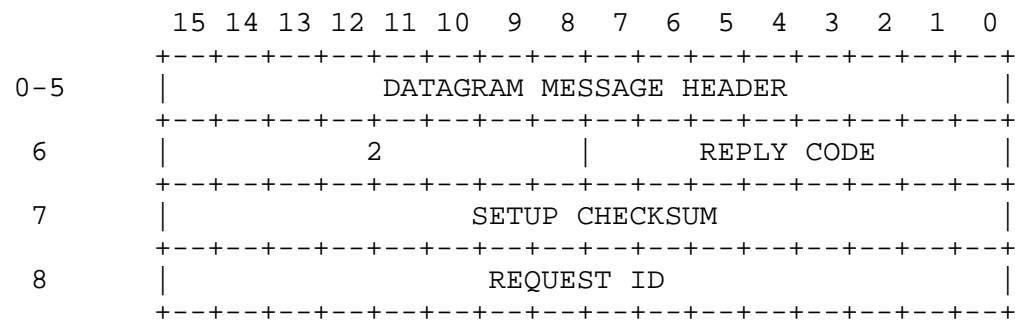 15 14 13 12 11 10 9 8 7 6 5 4 3 2 1 0
+--+--+--+--+--+--+--+--+--+--+--+--+--+--+--+--+
0-5 | DATAGRAM MESSAGE HEADER |
+--+--+--+--+--+--+--+--+--+--+--+--+--+--+--+--+
6 | 2 | REPLY CODE |
+--+--+--+--+--+--+--+--+--+--+--+--+--+--+--+--+
7 | SETUP CHECKSUM |
+--+--+--+--+--+--+--+--+--+--+--+--+--+--+--+--+
8 | REQUEST ID |
+--+--+--+--+--+--+--+--+--+--+--+--+--+--+--+--+